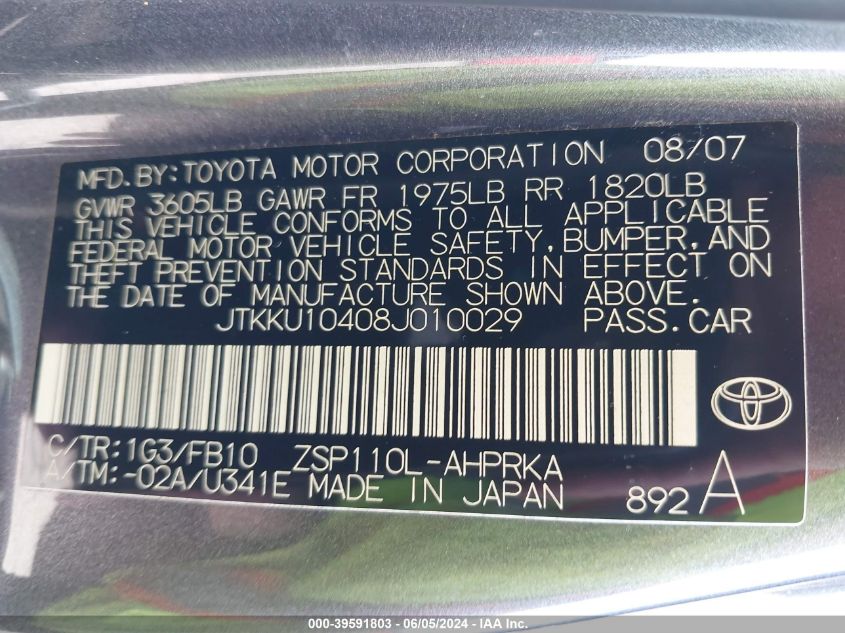 MFD.BY:TOYOTA MOTOR CORPORATION 08/07
GVWR 3605LB GAWR FR 1975LB RR 1820LB
THIS VEHICLE CONFORMS TO ALL APPLICABLE
FEDERAL MOTOR VEHICLE SAFETY,BUMPER,AND
THEFT PREVENTION STANDARDS IN EFFECT ON
THE DATE OF MANUFACTURE SHOWN ABOVE.
JTKKU10408J010029 PASS.CAR
C/TR:1G3/FB10 ZSP110L-AHPRKA
A/TM:-02A/U341E MADE IN JAPAN 892A
000-39591803 - 06/05/2024 - IAA Inc.